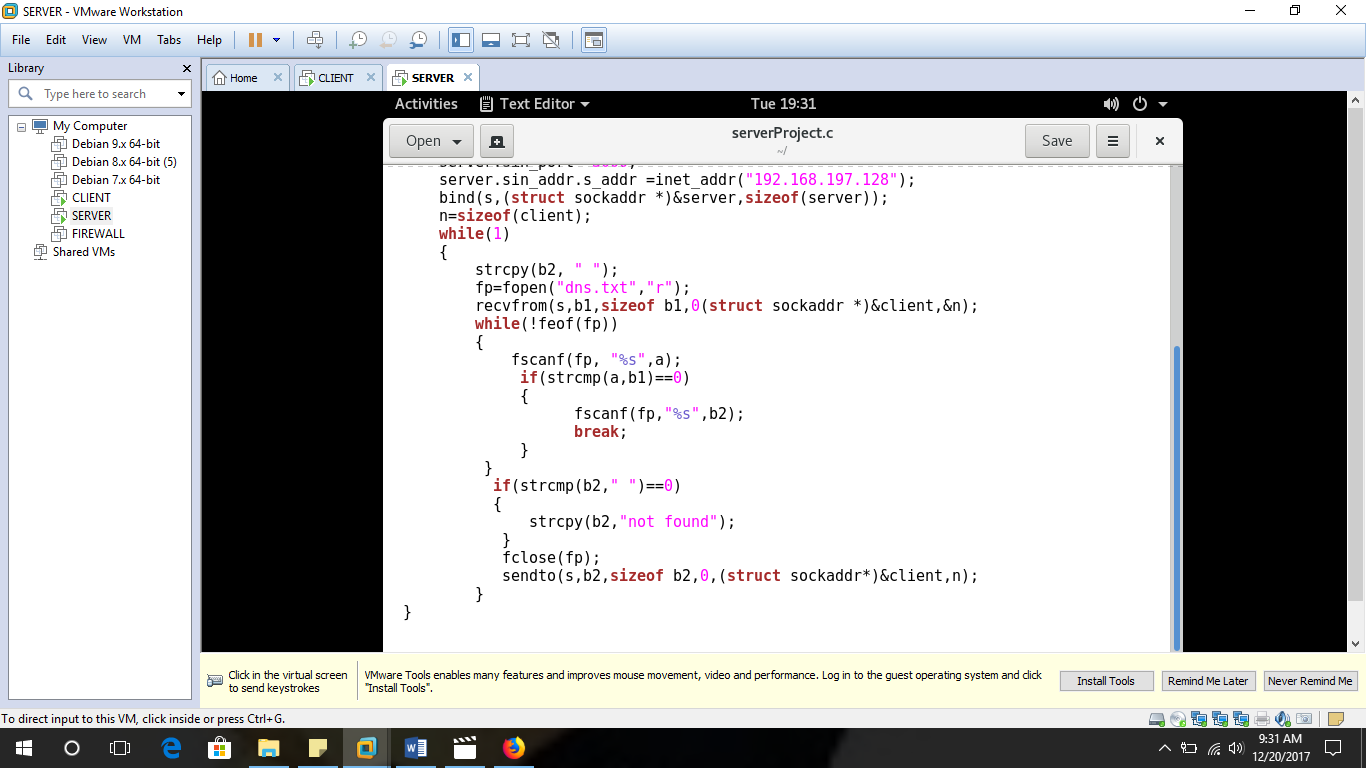 SERVER - VMware Workstation
File Edit View VM Tabs Help
Library
Type here to search
My Computer
Debian 9.x 64-bit
Debian 8.x 64-bit (5)
Debian 7.x 64-bit
CLIENT
SERVER
FIREWALL
Shared VMs
Home CLIENT SERVER
Activities Text Editor Tue 19:31
Open serverProject.c Save
~/
server.sin_addr.s_addr =inet_addr("192.168.197.128");
bind(s,(struct sockaddr *)&server,sizeof(server));
n=sizeof(client);
while(1)
{
strcpy(b2, " ");
fp=fopen("dns.txt","r");
recvfrom(s,b1,sizeof b1,0(struct sockaddr *)&client,&n);
while(!feof(fp))
{
fscanf(fp, "%s",a);
if(strcmp(a,b1)==0)
{
fscanf(fp,"%s",b2);
break;
}
}
if(strcmp(b2," ")==0)
{
strcpy(b2,"not found");
}
fclose(fp);
sendto(s,b2,sizeof b2,0,(struct sockaddr*)&client,n);
}
}
Click in the virtual screen
to send keystrokes
VMware Tools enables many features and improves mouse movement, video and performance. Log in to the guest operating system and click
"Install Tools".
Install Tools Remind Me Later Never Remind Me
To direct input to this VM, click inside or press Ctrl+G.
9:31 AM
12/20/2017